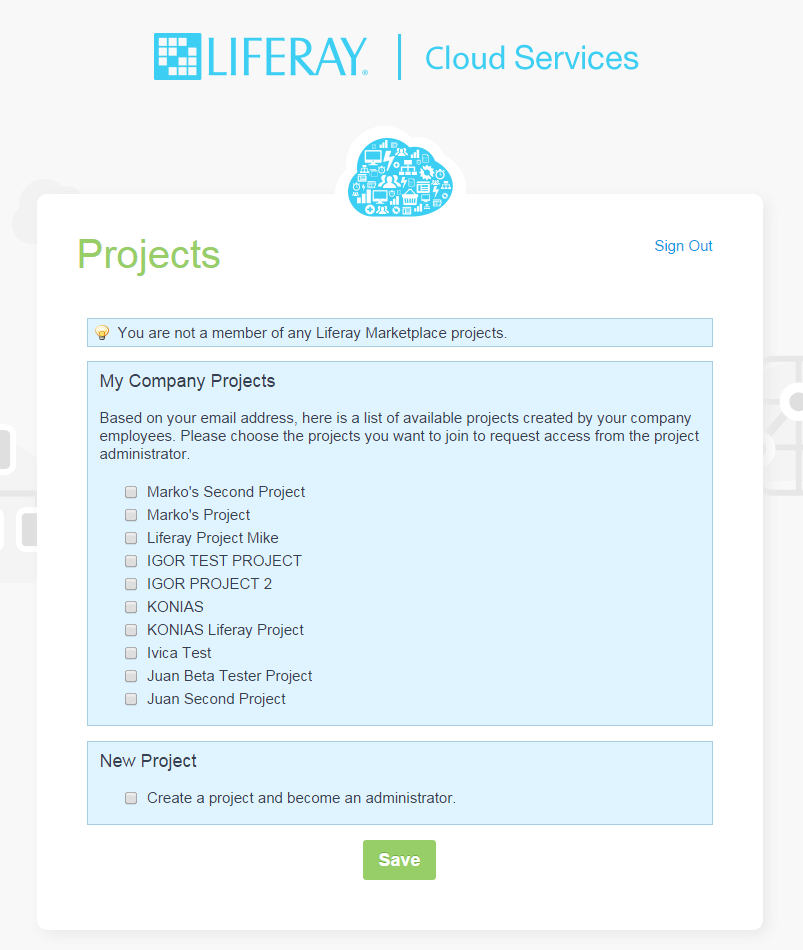 LIFERAY® | Cloud Services
Projects
Sign Out
You are not a member of any Liferay Marketplace projects.
My Company Projects
Based on your email address, here is a list of available projects created by your company
employees. Please choose the projects you want to join to request access from the project
administrator.
Marko's Second Project
Marko's Project
Liferay Project Mike
IGOR TEST PROJECT
IGOR PROJECT 2
KONIAS
KONIAS Liferay Project
Ivica Test
Juan Beta Tester Project
Juan Second Project
New Project
Create a project and become an administrator.
Save